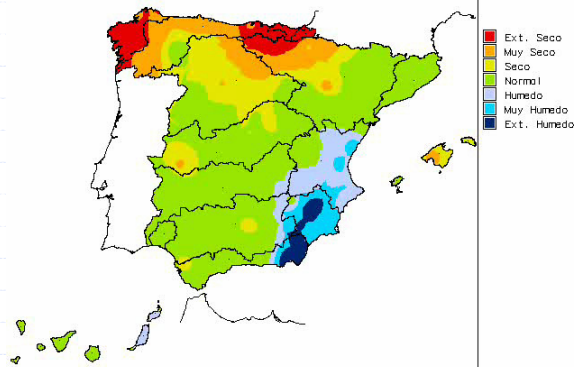 Ext. Seco
Muy Seco
Seco
Normal
Humedo
Muy Humedo
Ext. Humedo